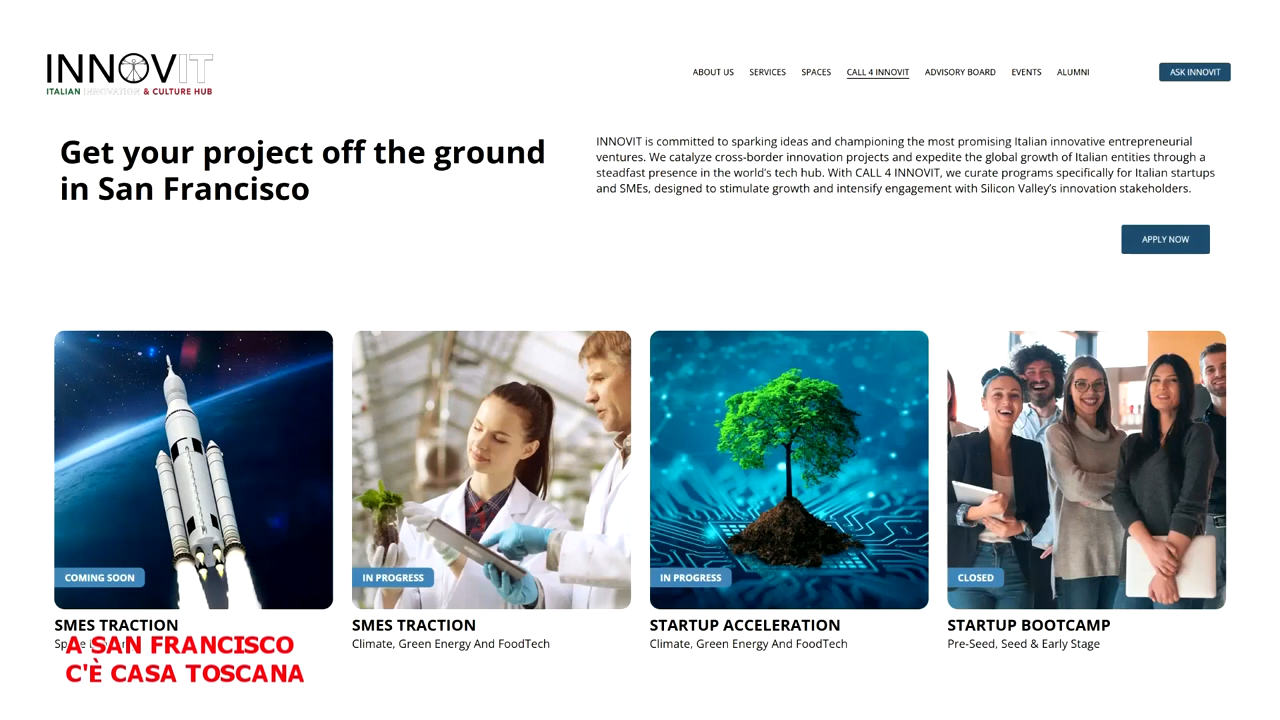 INNOVIT
ITALIAN INNOVATION & CULTURE HUB
ABOUT US SERVICES SPACES CALL 4 INNOVIT ADVISORY BOARD EVENTS ALUMNI ASK INNOVIT
Get your project off the ground
in San Francisco
INNOVIT is committed to sparking ideas and championing the most promising Italian innovative entrepreneurial
ventures. We catalyze cross-border innovation projects and expedite the global growth of Italian entities through a
steadfast presence in the world's tech hub. With CALL 4 INNOVIT, we curate programs specifically for Italian startups
and SMEs, designed to stimulate growth and intensify engagement with Silicon Valley's innovation stakeholders.
APPLY NOW
COMING SOON
SMES TRACTION
IN PROGRESS
SMES TRACTION
Climate, Green Energy And FoodTech
IN PROGRESS
STARTUP ACCELERATION
Climate, Green Energy And FoodTech
CLOSED
STARTUP BOOTCAMP
Pre-Seed, Seed & Early Stage
A SAN FRANCISCO
C'È CASA TOSCANA